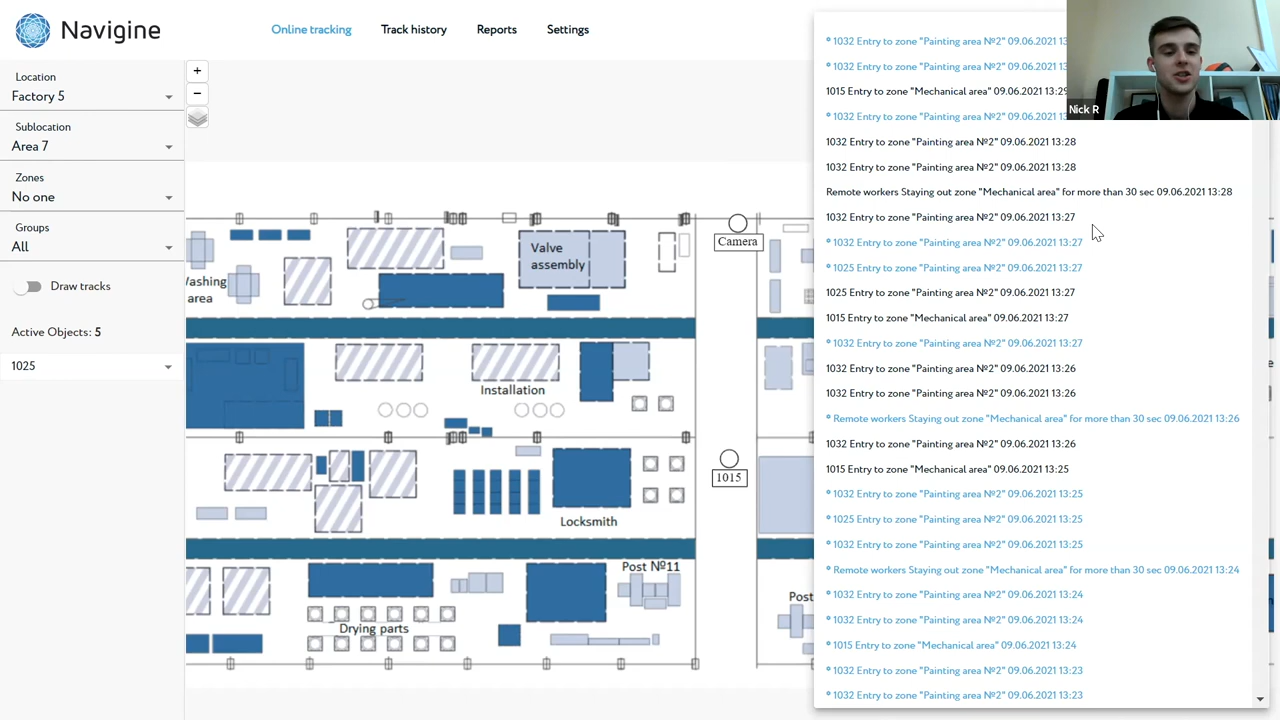 Navigine
Online tracking
Track history
Reports
Settings
Location
Factory 5
Sublocation
Area 7
Zones
No one
Groups
All
Draw tracks
Active Objects: 5
1025
+
−
Washing
area
Valve
assembly
Camera
Installation
1015
Locksmith
Post №11
Drying parts
Post
Nick R
1032 Entry to zone "Painting area №2" 09.06.2021
1032 Entry to zone "Painting area №2" 09.06.2021
1015 Entry to zone "Mechanical area" 09.06.2021 13:29
1032 Entry to zone "Painting area №2" 09.06.2021
1032 Entry to zone "Painting area №2" 09.06.2021 13:28
1032 Entry to zone "Painting area №2" 09.06.2021 13:28
Remote workers Staying out zone "Mechanical area" for more than 30 sec 09.06.2021 13:28
1032 Entry to zone "Painting area №2" 09.06.2021 13:27
1032 Entry to zone "Painting area №2" 09.06.2021 13:27
1025 Entry to zone "Painting area №2" 09.06.2021 13:27
1025 Entry to zone "Painting area №2" 09.06.2021 13:27
1015 Entry to zone "Mechanical area" 09.06.2021 13:27
1032 Entry to zone "Painting area №2" 09.06.2021 13:27
1032 Entry to zone "Painting area №2" 09.06.2021 13:26
1032 Entry to zone "Painting area №2" 09.06.2021 13:26
Remote workers Staying out zone "Mechanical area" for more than 30 sec 09.06.2021 13:26
1032 Entry to zone "Painting area №2" 09.06.2021 13:26
1015 Entry to zone "Mechanical area" 09.06.2021 13:25
1032 Entry to zone "Painting area №2" 09.06.2021 13:25
1025 Entry to zone "Painting area №2" 09.06.2021 13:25
1032 Entry to zone "Painting area №2" 09.06.2021 13:25
Remote workers Staying out zone "Mechanical area" for more than 30 sec 09.06.2021 13:24
1032 Entry to zone "Painting area №2" 09.06.2021 13:24
1032 Entry to zone "Painting area №2" 09.06.2021 13:24
1015 Entry to zone "Mechanical area" 09.06.2021 13:24
1032 Entry to zone "Painting area №2" 09.06.2021 13:23
1032 Entry to zone "Painting area №2" 09.06.2021 13:23